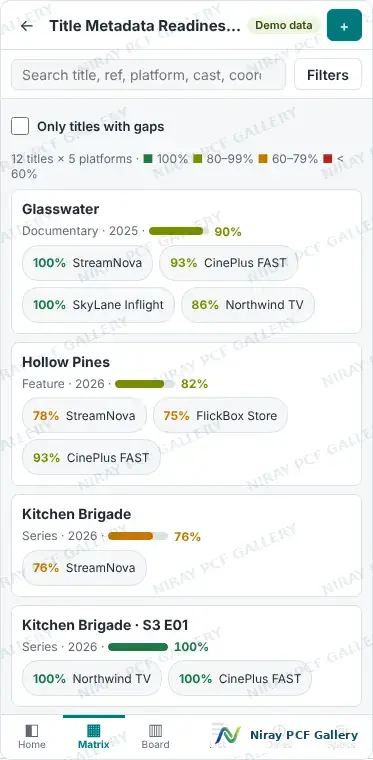 Title Metadata Readines...
Demo data
+
Search title, ref, platform, cast, coor
Filters
Only titles with gaps
12 titles × 5 platforms · 100% 80–99% 60–79% <
60%
Glasswater
Documentary · 2025 · 90%
100% StreamNova 93% CinePlus FAST
100% SkyLane Inflight 86% Northwind TV
Hollow Pines
Feature · 2026 · 82%
78% StreamNova 75% FlickBox Store
93% CinePlus FAST
Kitchen Brigade
Series · 2026 · 76%
76% StreamNova
Kitchen Brigade · S3 E01
Series · 2026 · 100%
100% Northwind TV 100% CinePlus FAST
Home Matrix Board
Niray PCF Gallery
NIRAY PCF GALLERY